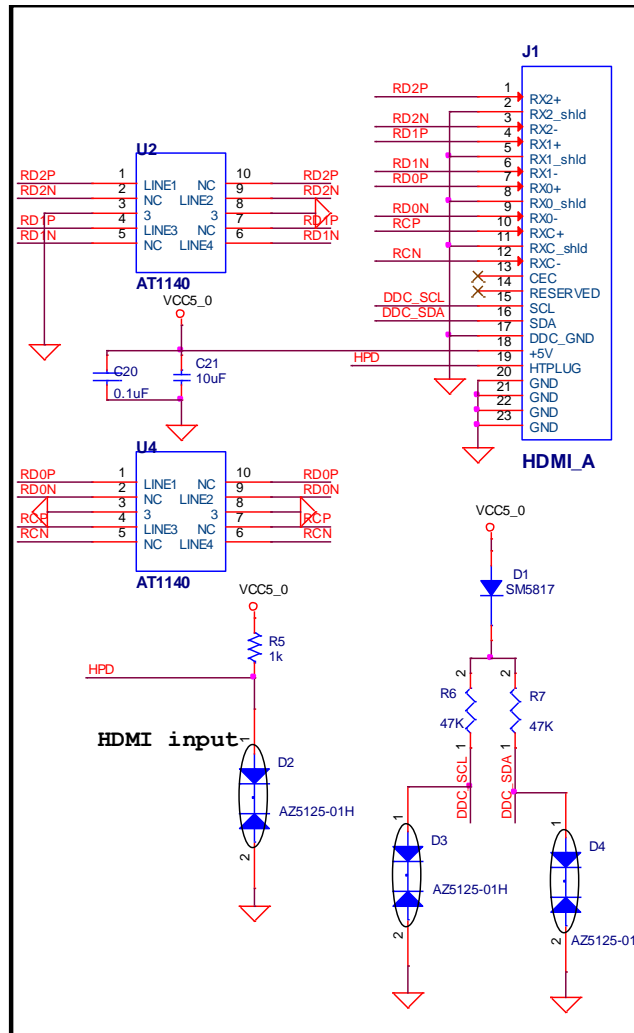 J1
RD2P 1 RX2+
2 RX2_shld
RD2N 3 RX2-
RD1P 4 RX1+
5 RX1_shld
RD1N 6 RX1-
RD0P 7 RX0+
8 RX0_shld
RD0N 9 RX0-
RCP 10 RXC+
11 RXC_shld
RCN 12 RXC-
13 CEC
14 RESERVED
DDC_SCL 15 SCL
DDC_SDA 16 SDA
17 DDC_GND
18 +5V
HPD 19 HTPLUG
20 GND
21 GND
22 GND
23 GND
HDMI_A
U2
RD2P 1 LINE1 NC 10 RD2P
RD2N 2 NC LINE2 9 RD2N
3 3 3 8
RD1P 4 LINE3 NC 7 RD1P
RD1N 5 NC LINE4 6 RD1N
AT1140
VCC5_0
C20
0.1uF
C21
10uF
U4
RD0P 1 LINE1 NC 10 RD0P
RD0N 2 NC LINE2 9 RD0N
3 3 3 8
RCP 4 LINE3 NC 7 RCP
RCN 5 NC LINE4 6 RCN
AT1140
VCC5_0
R5
1k
HPD
HDMI input
1
D2
AZ5125-01H
2
VCC5_0
D1
SM5817
2 2
R6 R7
47K 47K
1 1
DDC_SCL DDC_SDA
1
D3
AZ5125-01H
2
1
D4
AZ5125-01
2